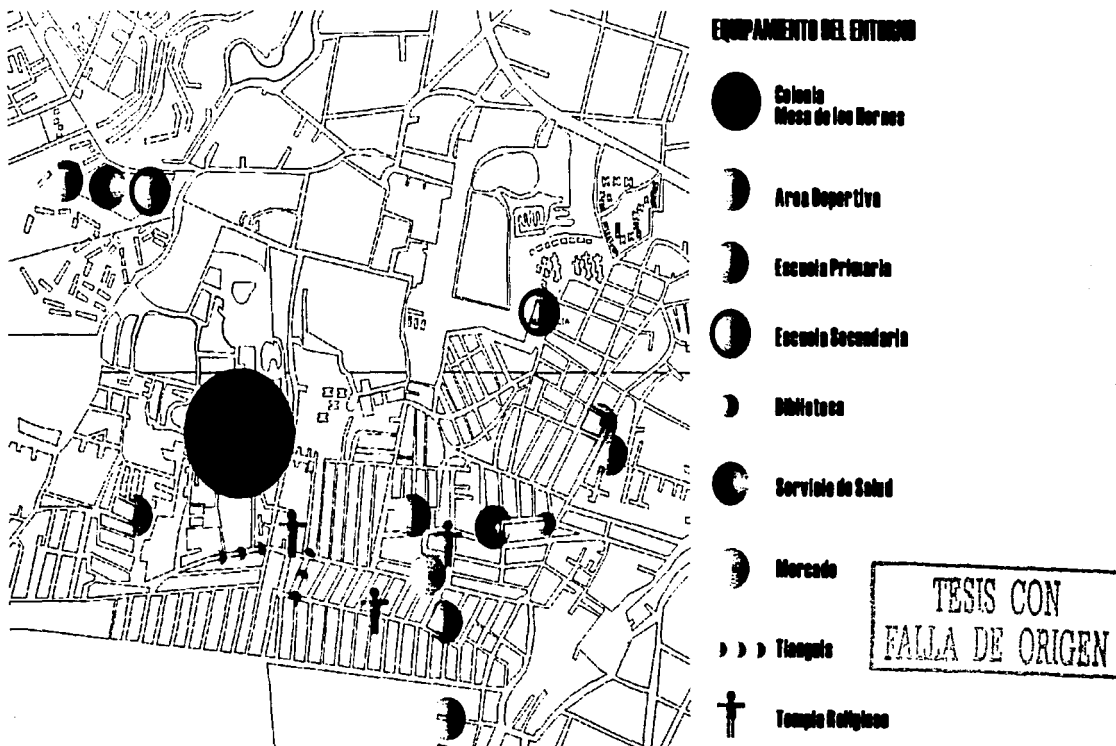 EQUIPAMIENTO DEL ENTORNO
Colonia
Mesa de los Hornos
Area Deportiva
Escuela Primaria
Escuela Secundaria
Biblioteca
Servicio de Salud
Mercado
Tianguis
Templo Religioso
TESIS CON
FALLA DE ORIGEN